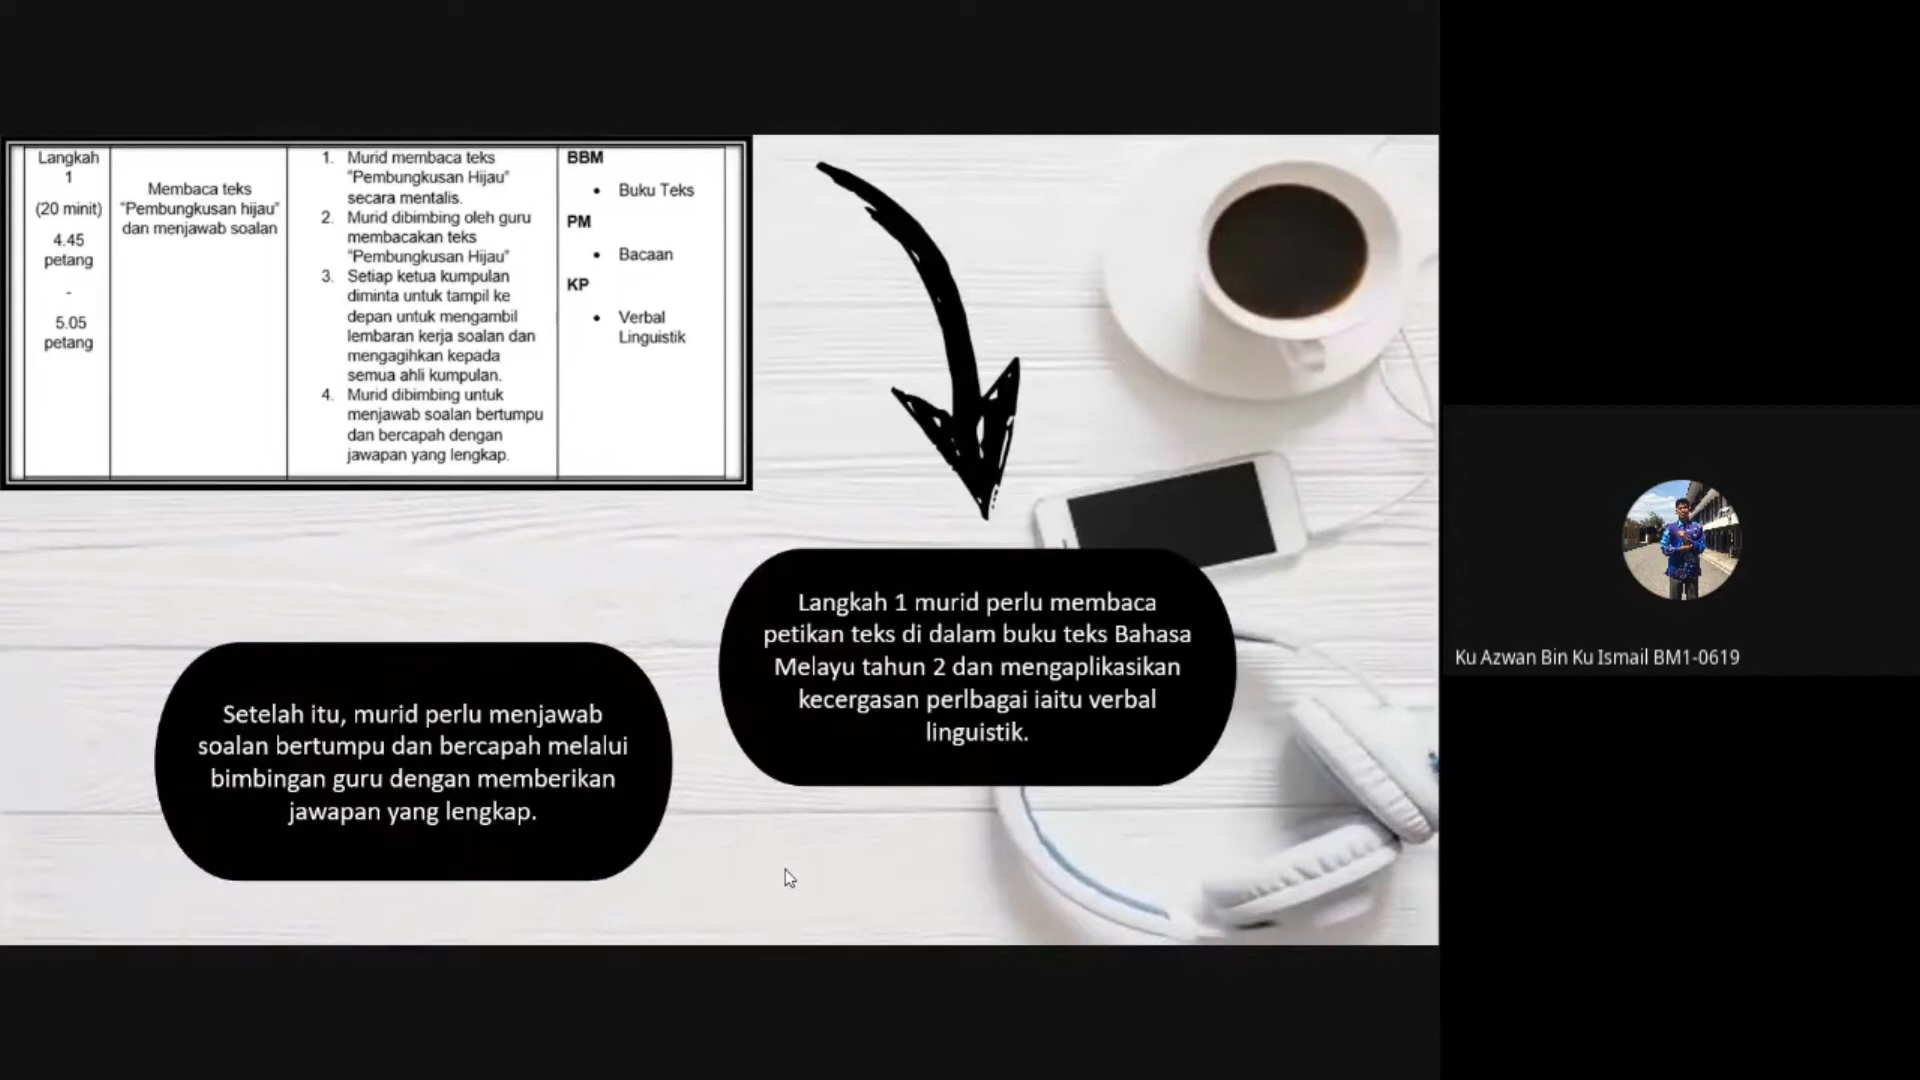 Langkah
1
(20 minit)
4.45
petang
-
5.05
petang
Membaca teks
"Pembungkusan hijau"
dan menjawab soalan
1. Murid membaca teks
"Pembungkusan Hijau"
secara mentalis.
2. Murid dibimbing oleh guru
membacakan teks
"Pembungkusan Hijau"
3. Setiap ketua kumpulan
diminta untuk tampil ke
depan untuk mengambil
lembaran kerja soalan dan
mengagihkan kepada
semua ahli kumpulan.
4. Murid dibimbing untuk
menjawab soalan bertumpu
dan bercapah dengan
jawapan yang lengkap.
BBM
• Buku Teks
PM
• Bacaan
KP
• Verbal
Linguistik
Langkah 1 murid perlu membaca
petikan teks di dalam buku teks Bahasa
Melayu tahun 2 dan mengaplikasikan
kecergasan perlbagai iaitu verbal
linguistik.
Setelah itu, murid perlu menjawab
soalan bertumpu dan bercapah melalui
bimbingan guru dengan memberikan
jawapan yang lengkap.
Ku Azwan Bin Ku Ismail BM1-0619